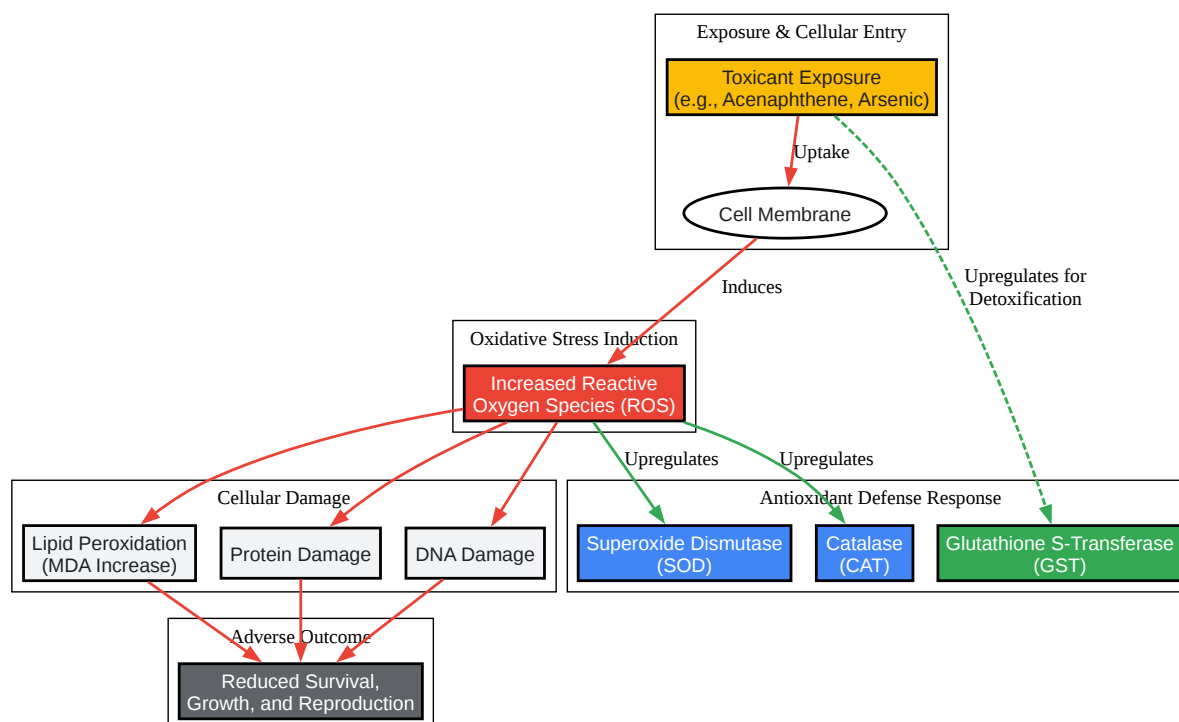 Exposure & Cellular Entry
Toxicant Exposure
(e.g., Acenaphthene, Arsenic)
Uptake
Cell Membrane
Induces
Upregulates for
Detoxification
Oxidative Stress Induction
Increased Reactive
Oxygen Species (ROS)
Upregulates
Upregulates
Cellular Damage
Lipid Peroxidation
(MDA Increase)
Protein Damage
DNA Damage
Antioxidant Defense Response
Superoxide Dismutase
(SOD)
Catalase
(CAT)
Glutathione S-Transferase
(GST)
Adverse Outcome
Reduced Survival,
Growth, and Reproduction